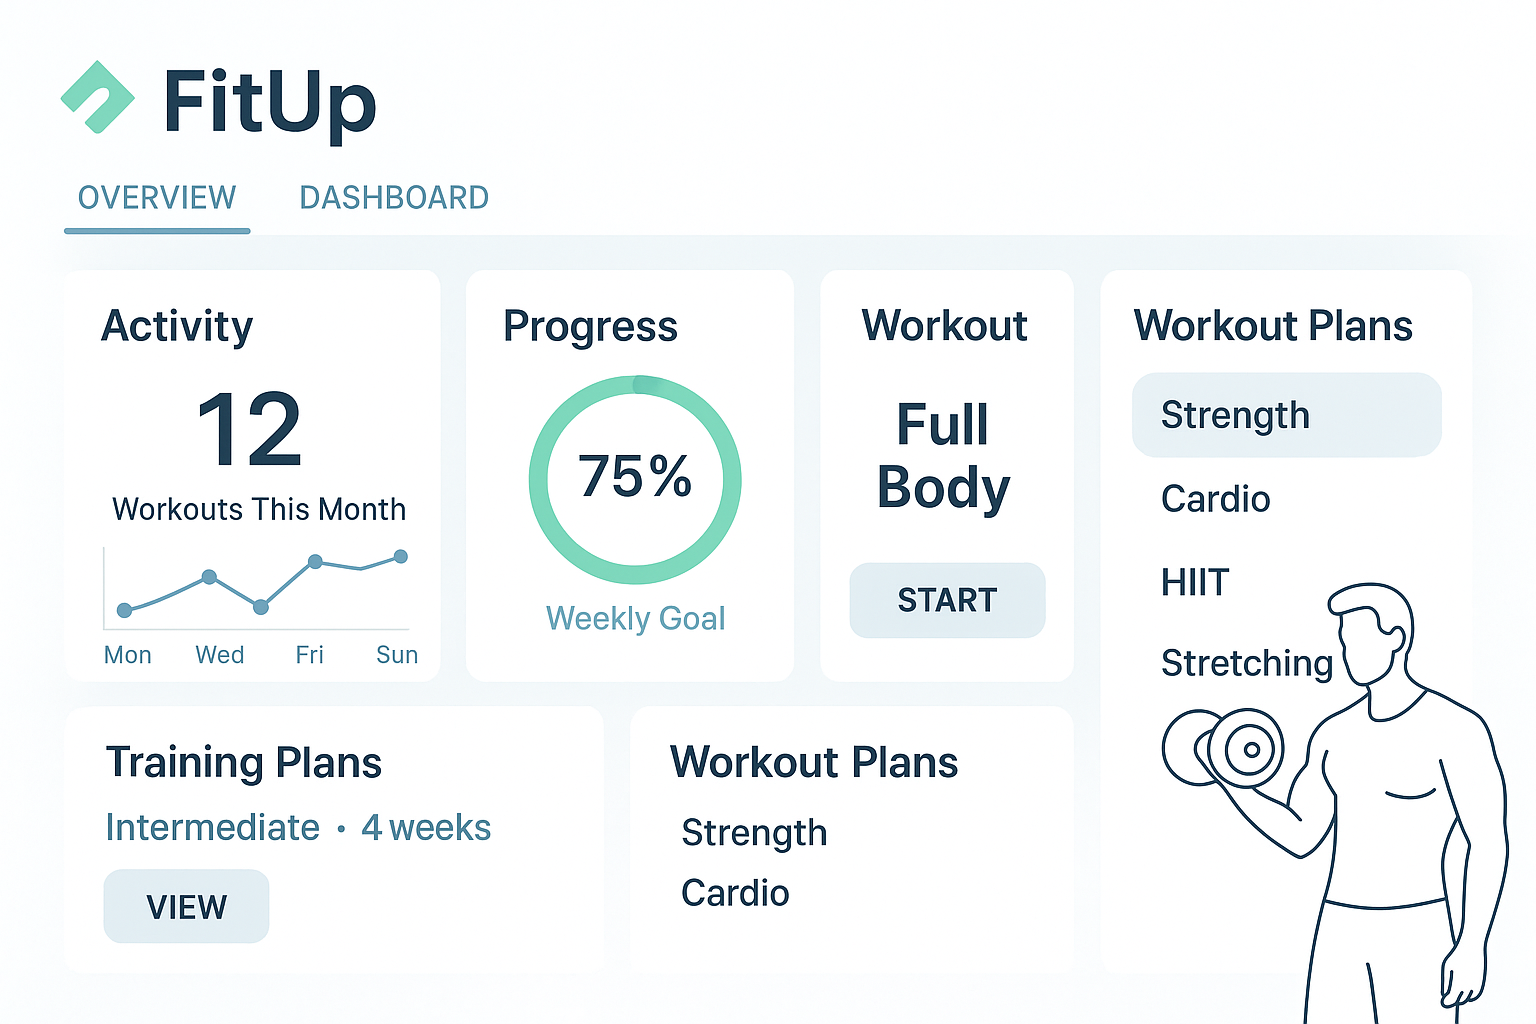 FitUp
OVERVIEW DASHBOARD
Activity
12
Workouts This Month
Mon Wed Fri Sun
Progress
75%
Weekly Goal
Workout
Full
Body
START
Workout Plans
Strength
Cardio
HIIT
Stretching
Training Plans
Intermediate · 4 weeks
VIEW
Workout Plans
Strength
Cardio